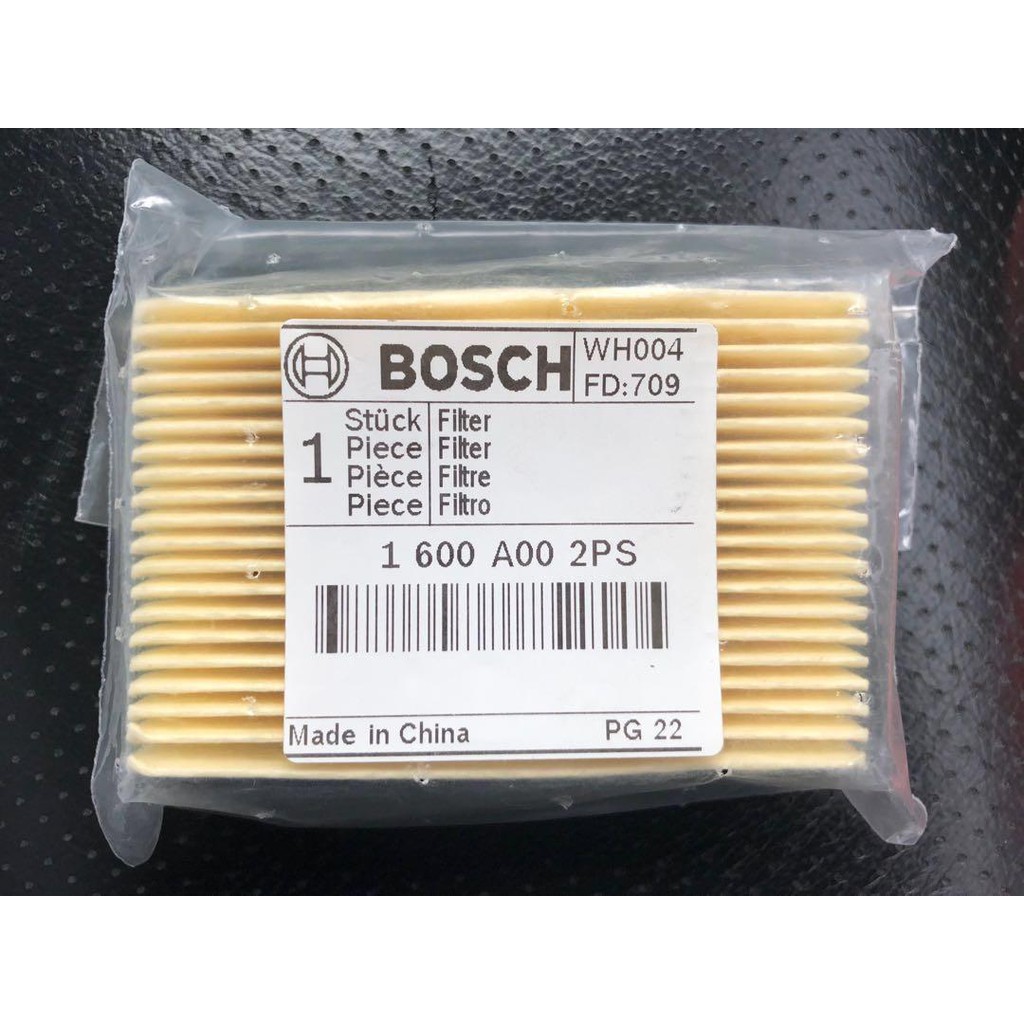 BOSCH
WH004
FD:709
1
Stück Filter
Piece Filter
Pièce Filtre
Piece Filtro
1 600 A00 2PS
Made in China PG 22